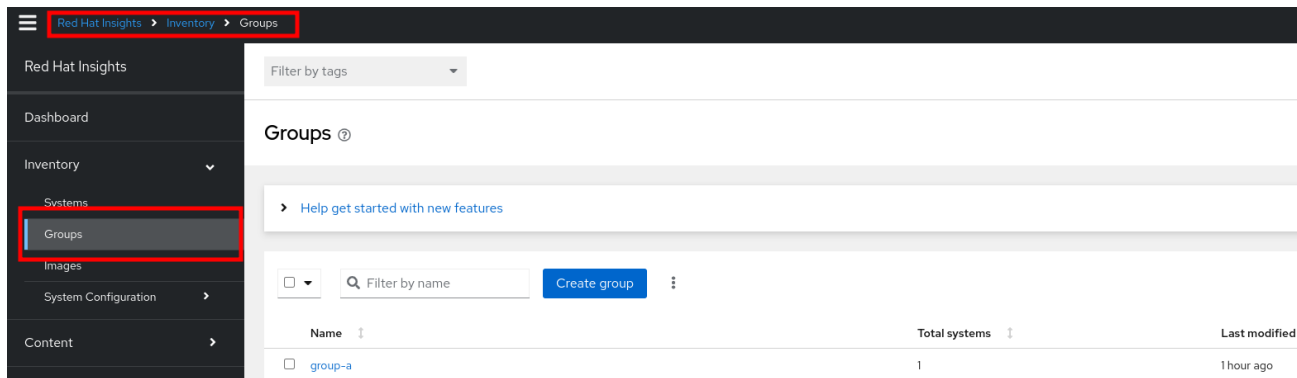 Red Hat Insights > Inventory > Groups
Red Hat Insights
Dashboard
Inventory
Systems
Groups
Images
System Configuration
Content
Filter by tags
Groups
Help get started with new features
Filter by name
Create group
Name Total systems Last modified
group-a 1 1 hour ago